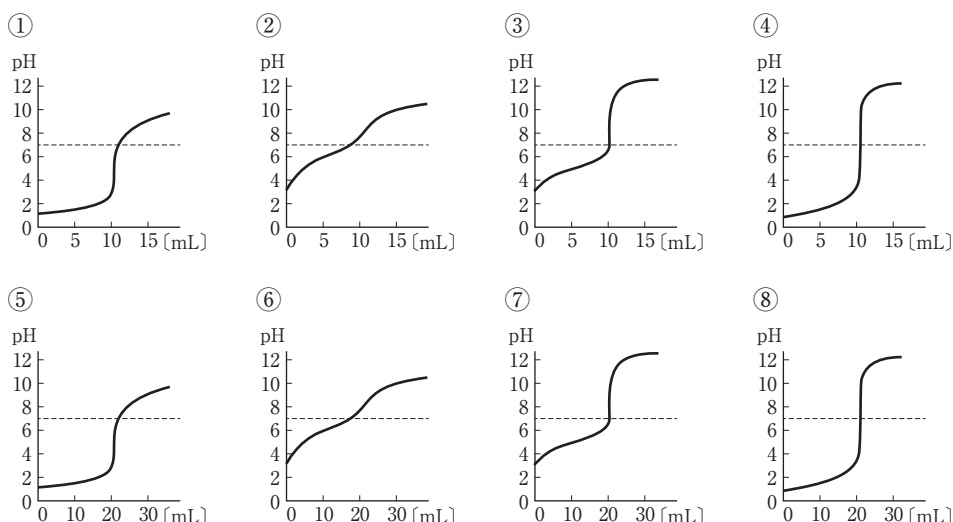 ① ② ③ ④
pH pH pH pH
12 12 12 12
10 10 10 10
8 8 8 8
6 6 6 6
4 4 4 4
2 2 2 2
0 0 0 0
0 5 10 15 〔mL〕 0 5 10 15 〔mL〕 0 5 10 15 〔mL〕 0 5 10 15 〔mL〕
⑤ ⑥ ⑦ ⑧
pH pH pH pH
12 12 12 12
10 10 10 10
8 8 8 8
6 6 6 6
4 4 4 4
2 2 2 2
0 0 0 0
0 10 20 30 〔mL〕 0 10 20 30 〔mL〕 0 10 20 30 〔mL〕 0 10 20 30 〔mL〕